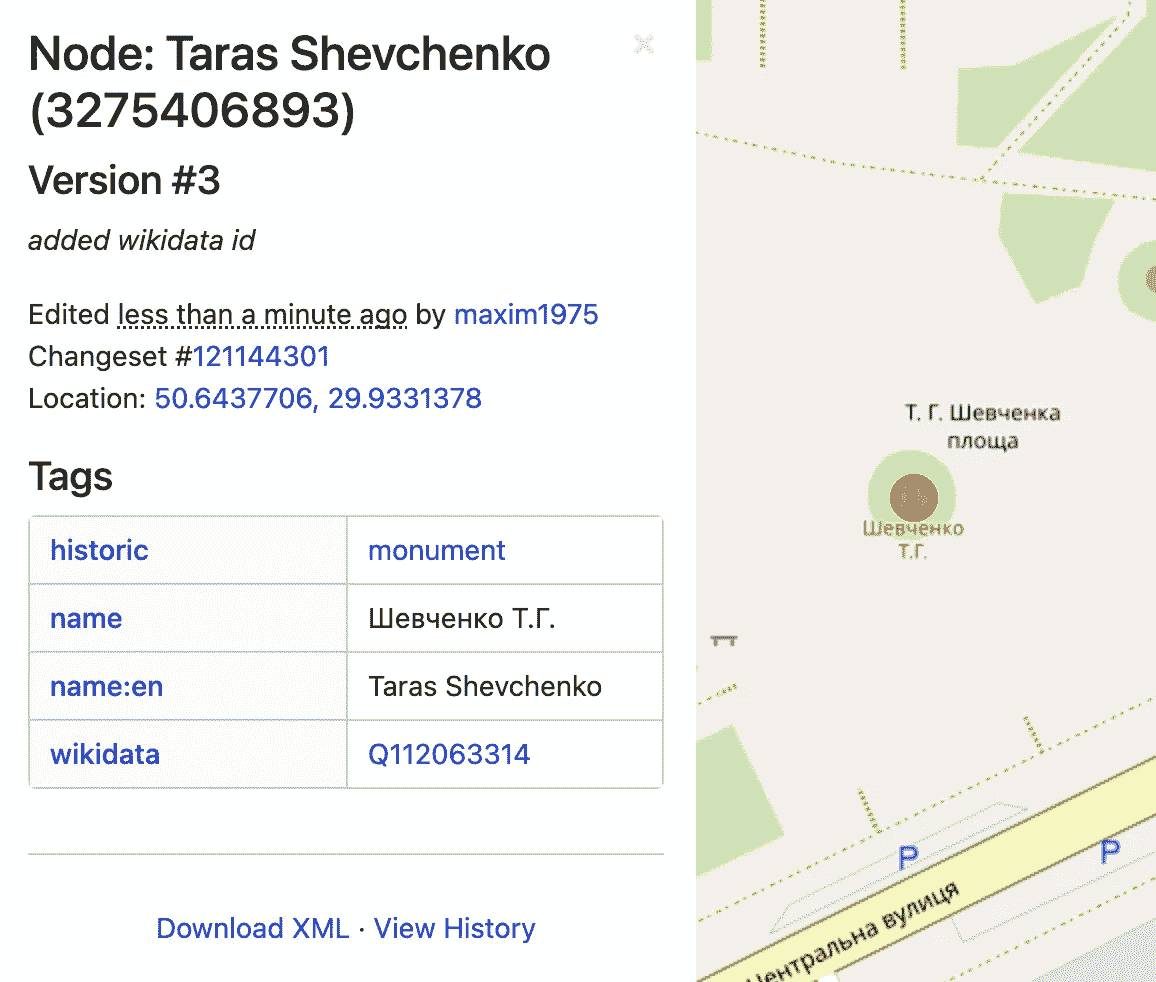 Node: Taras Shevchenko
(3275406893)
Version #3
added wikidata id
Edited less than a minute ago by maxim1975
Changeset #121144301
Location: 50.6437706, 29.9331378
Tags
historic monument
name Шевченко Т.Г.
name:en Taras Shevchenko
wikidata Q112063314
Download XML · View History
Т. Г. Шевченка
площа
Шевченко
Т.Г.
P
P
Центральна вулиця